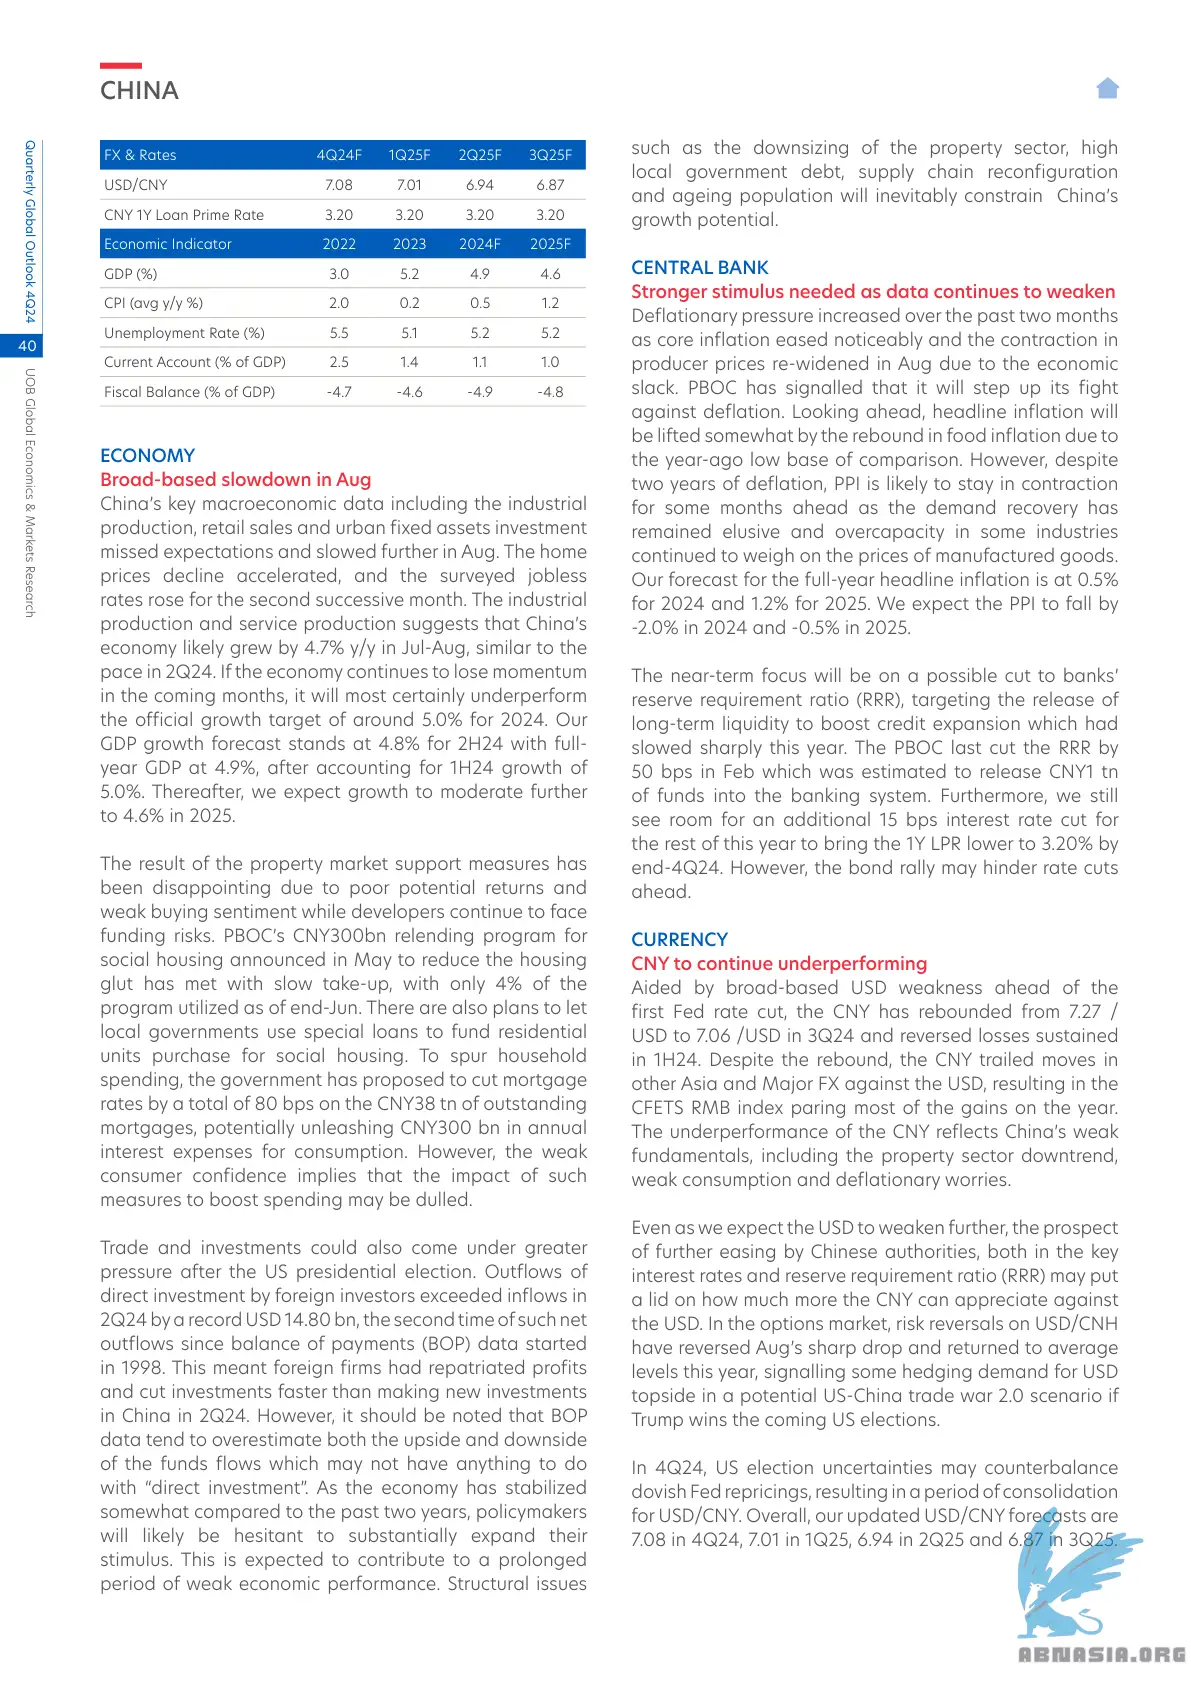 CHINA
Quarterly Global Outlook 4Q24
40
UOB Global Economics & Markets Research
FX & Rates 4Q24F 1Q25F 2Q25F 3Q25F
USD/CNY 7.08 7.01 6.94 6.87
CNY 1Y Loan Prime Rate 3.20 3.20 3.20 3.20
Economic Indicator 2022 2023 2024F 2025F
GDP (%) 3.0 5.2 4.9 4.6
CPI (avg y/y %) 2.0 0.2 0.5 1.2
Unemployment Rate (%) 5.5 5.1 5.2 5.2
Current Account (% of GDP) 2.5 1.4 1.1 1.0
Fiscal Balance (% of GDP) -4.7 -4.6 -4.9 -4.8
ECONOMY
Broad-based slowdown in Aug
China's key macroeconomic data including the industrial
production, retail sales and urban fixed assets investment
missed expectations and slowed further in Aug. The home
prices decline accelerated, and the surveyed jobless
rates rose for the second successive month. The industrial
production and service production suggests that China's
economy likely grew by 4.7% y/y in Jul-Aug, similar to the
pace in 2Q24. If the economy continues to lose momentum
in the coming months, it will most certainly underperform
the official growth target of around 5.0% for 2024. Our
GDP growth forecast stands at 4.8% for 2H24 with full-
year GDP at 4.9%, after accounting for 1H24 growth of
5.0%. Thereafter, we expect growth to moderate further
to 4.6% in 2025.
The result of the property market support measures has
been disappointing due to poor potential returns and
weak buying sentiment while developers continue to face
funding risks. PBOC's CNY300bn relending program for
social housing announced in May to reduce the housing
glut has met with slow take-up, with only 4% of the
program utilized as of end-Jun. There are also plans to let
local governments use special loans to fund residential
units purchase for social housing. To spur household
spending, the government has proposed to cut mortgage
rates by a total of 80 bps on the CNY38 tn of outstanding
mortgages, potentially unleashing CNY300 bn in annual
interest expenses for consumption. However, the weak
consumer confidence implies that the impact of such
measures to boost spending may be dulled.
Trade and investments could also come under greater
pressure after the US presidential election. Outflows of
direct investment by foreign investors exceeded inflows in
2Q24 by a record USD14.80 bn, the second time of such net
outflows since balance of payments (BOP) data started
in 1998. This meant foreign firms had repatriated profits
and cut investments faster than making new investments
in China in 2Q24. However, it should be noted that BOP
data tend to overestimate both the upside and downside
of the funds flows which may not have anything to do
with “direct investment”. As the economy has stabilized
somewhat compared to the past two years, policymakers
will likely be hesitant to substantially expand their
stimulus. This is expected to contribute to a prolonged
period of weak economic performance. Structural issues
such as the downsizing of the property sector, high
local government debt, supply chain reconfiguration
and ageing population will inevitably constrain China's
growth potential.
CENTRAL BANK
Stronger stimulus needed as data continues to weaken
Deflationary pressure increased over the past two months
as core inflation eased noticeably and the contraction in
producer prices re-widened in Aug due to the economic
slack. PBOC has signalled that it will step up its fight
against deflation. Looking ahead, headline inflation will
be lifted somewhat by the rebound in food inflation due to
the year-ago low base of comparison. However, despite
two years of deflation, PPI is likely to stay in contraction
for some months ahead as the demand recovery has
remained elusive and overcapacity in some industries
continued to weigh on the prices of manufactured goods.
Our forecast for the full-year headline inflation is at 0.5%
for 2024 and 1.2% for 2025. We expect the PPI to fall by
-2.0% in 2024 and -0.5% in 2025.
The near-term focus will be on a possible cut to banks'
reserve requirement ratio (RRR), targeting the release of
long-term liquidity to boost credit expansion which had
slowed sharply this year. The PBOC last cut the RRR by
50 bps in Feb which was estimated to release CNY1 tn
of funds into the banking system. Furthermore, we still
see room for an additional 15 bps interest rate cut for
the rest of this year to bring the 1Y LPR lower to 3.20% by
end-4Q24. However, the bond rally may hinder rate cuts
ahead.
CURRENCY
CNY to continue underperforming
Aided by broad-based USD weakness ahead of the
first Fed rate cut, the CNY has rebounded from 7.27 /
USD to 7.06 /USD in 3Q24 and reversed losses sustained
in 1H24. Despite the rebound, the CNY trailed moves in
other Asia and Major FX against the USD, resulting in the
CFETS RMB index paring most of the gains on the year.
The underperformance of the CNY reflects China's weak
fundamentals, including the property sector downtrend,
weak consumption and deflationary worries.
Even as we expect the USD to weaken further, the prospect
of further easing by Chinese authorities, both in the key
interest rates and reserve requirement ratio (RRR) may put
a lid on how much more the CNY can appreciate against
the USD. In the options market, risk reversals on USD/CNH
have reversed Aug's sharp drop and returned to average
levels this year, signalling some hedging demand for USD
topside in a potential US-China trade war 2.0 scenario if
Trump wins the coming US elections.
In 4Q24, US election uncertainties may counterbalance
dovish Fed repricings, resulting in a period of consolidation
for USD/CNY. Overall, our updated USD/CNY forecasts are
7.08 in 4Q24, 7.01 in 1Q25, 6.94 in 2Q25 and 6.87 in 3Q25.
ABNASIA.ORG